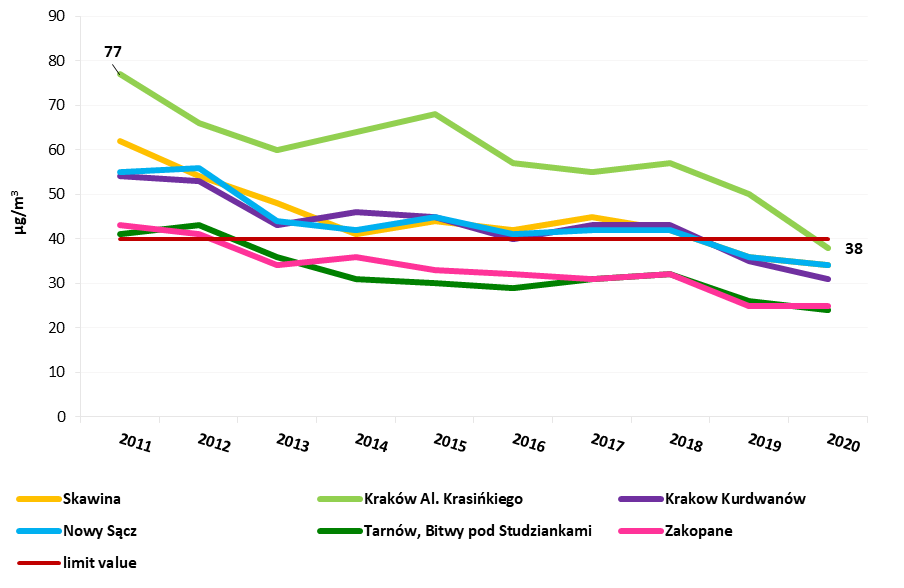 90
77
80
70
60
50
µg/m³
40
38
30
20
10
0
2011 2012 2013 2014 2015 2016 2017 2018 2019 2020
Skawina Kraków Al. Krasińkiego Krakow Kurdwanów
Nowy Sącz Tarnów, Bitwy pod Studziankami Zakopane
limit value